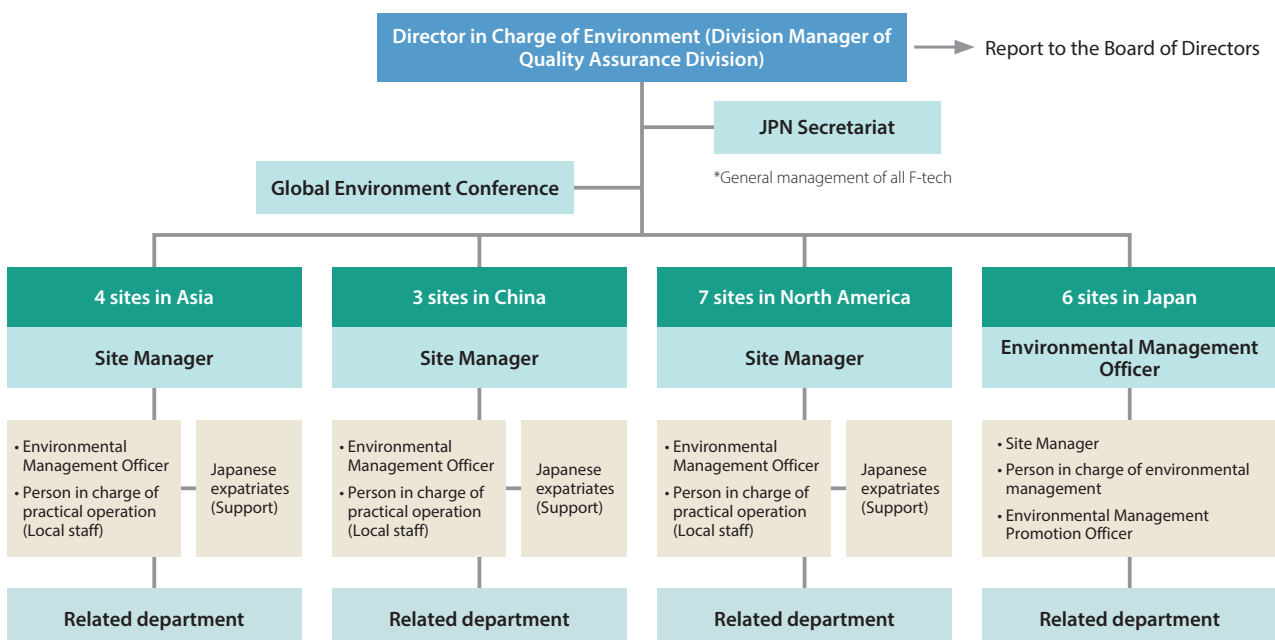 Director in Charge of Environment (Division Manager of
Quality Assurance Division)
Report to the Board of Directors
JPN Secretariat
*General management of all F-tech
Global Environment Conference
4 sites in Asia
Site Manager
• Environmental
Management Officer
• Person in charge of
practical operation
(Local staff)
Japanese
expatriates
(Support)
Related department
3 sites in China
Site Manager
• Environmental
Management Officer
• Person in charge of
practical operation
(Local staff)
Japanese
expatriates
(Support)
Related department
7 sites in North America
Site Manager
• Environmental
Management Officer
• Person in charge of
practical operation
(Local staff)
Japanese
expatriates
(Support)
Related department
6 sites in Japan
Environmental Management
Officer
• Site Manager
• Person in charge of environmental
management
• Environmental Management
Promotion Officer
Related department